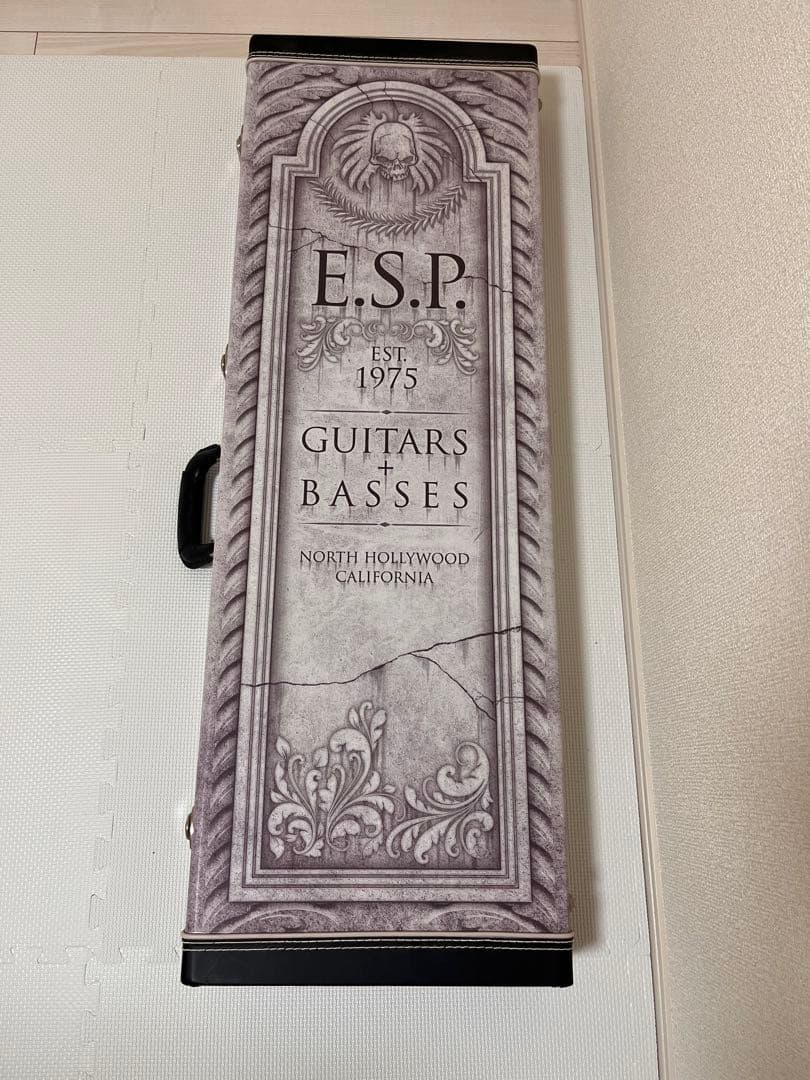 E.S.P.
EST.
1975
GUITARS
+
BASSES
NORTH HOLLYWOOD
CALIFORNIA